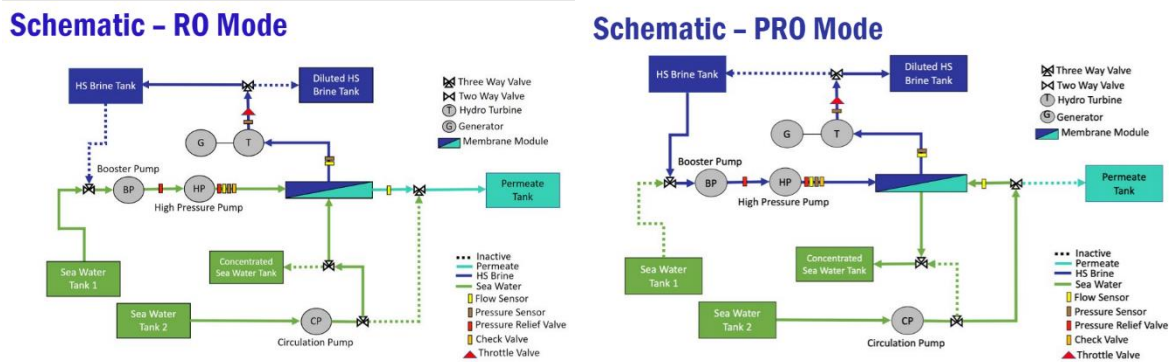 Schematic – RO Mode
HS Brine Tank
Diluted HS
Brine Tank
Three Way Valve
Two Way Valve
T Hydro Turbine
G Generator
Membrane Module
G
T
Booster Pump
BP
HP
High Pressure Pump
Permeate
Tank
Sea Water
Tank 1
Concentrated
Sea Water Tank
Sea Water
Tank 2
CP
Circulation Pump
Inactive
Permeate
HS Brine
Sea Water
Flow Sensor
Pressure Sensor
Pressure Relief Valve
Check Valve
Throttle Valve
Schematic – PRO Mode
HS Brine Tank
Diluted HS
Brine Tank
Three Way Valve
Two Way Valve
T Hydro Turbine
G Generator
Membrane Module
G
T
Booster Pump
BP
HP
High Pressure Pump
Permeate
Tank
Sea Water
Tank 1
Concentrated
Sea Water Tank
Sea Water
Tank 2
CP
Circulation Pump
Inactive
Permeate
HS Brine
Sea Water
Flow Sensor
Pressure Sensor
Pressure Relief Valve
Check Valve
Throttle Valve